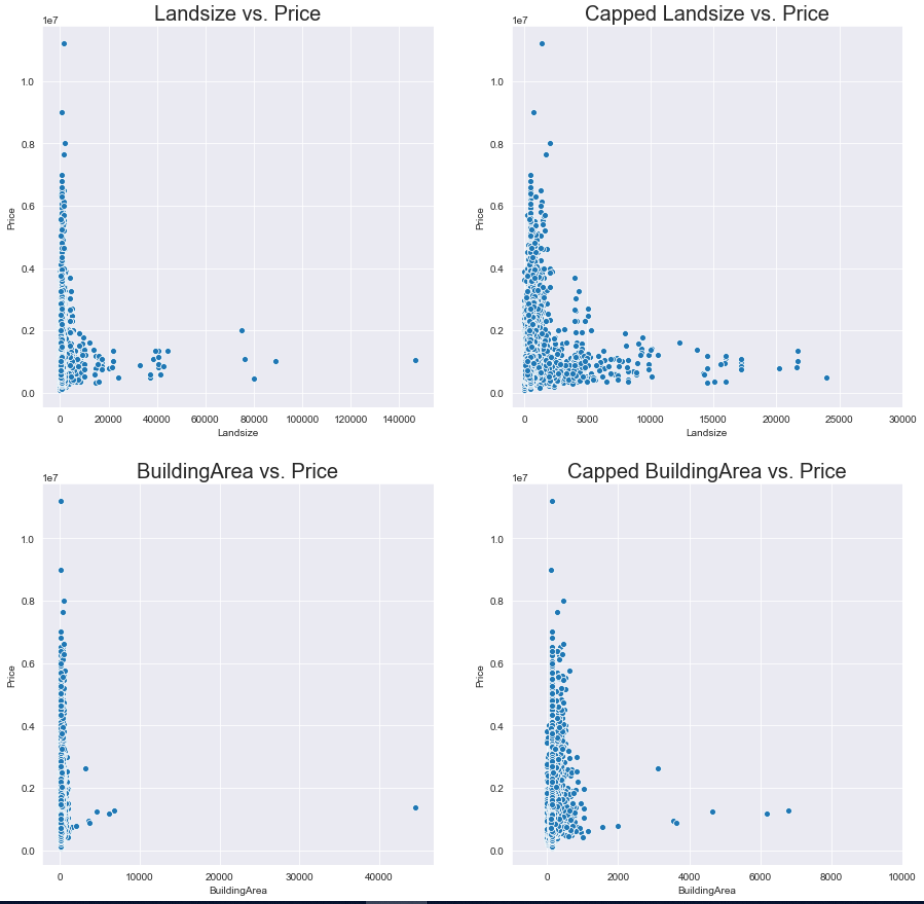 Landsize vs. Price
1e7
1.0
0.8
0.6
0.4
0.2
0.0
Price
0 20000 40000 60000 80000 100000 120000 140000
Landsize
Capped Landsize vs. Price
1e7
1.0
0.8
0.6
0.4
0.2
0.0
Price
0 5000 10000 15000 20000 25000 30000
Landsize
BuildingArea vs. Price
1e7
1.0
0.8
0.6
0.4
0.2
0.0
Price
0 10000 20000 30000 40000
BuildingArea
Capped BuildingArea vs. Price
1e7
1.0
0.8
0.6
0.4
0.2
0.0
Price
0 2000 4000 6000 8000 10000
BuildingArea